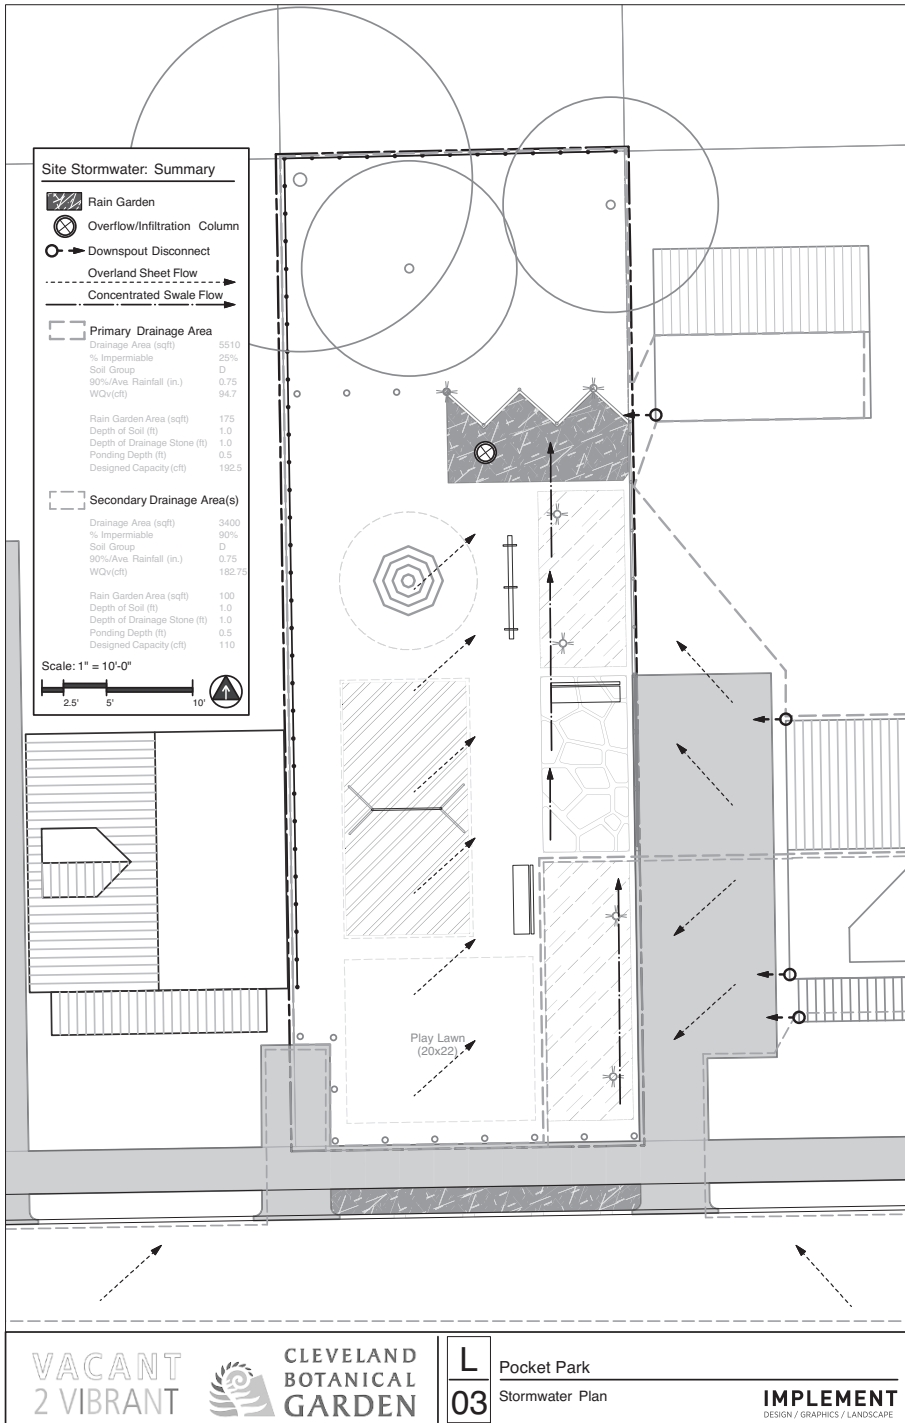 Site Stormwater: Summary
Rain Garden
Overflow/Infiltration Column
Downspout Disconnect
Overland Sheet Flow
Concentrated Swale Flow
Primary Drainage Area
Drainage Area (sqft) 5510
% Impermiable 25%
Soil Group D
90%/Ave. Rainfall (in.) 0.75
WQv(cft) 94.7
Rain Garden Area (sqft) 175
Depth of Soil (ft) 1.0
Depth of Drainage Stone (ft) 1.0
Ponding Depth (ft) 0.5
Designed Capacity (cft) 192.5
Secondary Drainage Area(s)
Drainage Area (sqft) 3400
% Impermiable 90%
Soil Group D
90%/Ave. Rainfall (in.) 0.75
WQv(cft) 182.75
Rain Garden Area (sqft) 100
Depth of Soil (ft) 1.0
Depth of Drainage Stone (ft) 1.0
Ponding Depth (ft) 0.5
Designed Capacity (cft) 110
Scale: 1" = 10'-0"
2.5' 5' 10'
Play Lawn
(20x22)
VACANT
2 VIBRANT
CLEVELAND
BOTANICAL
GARDEN
L
03
Pocket Park
Stormwater Plan
IMPLEMENT
DESIGN / GRAPHICS / LANDSCAPE